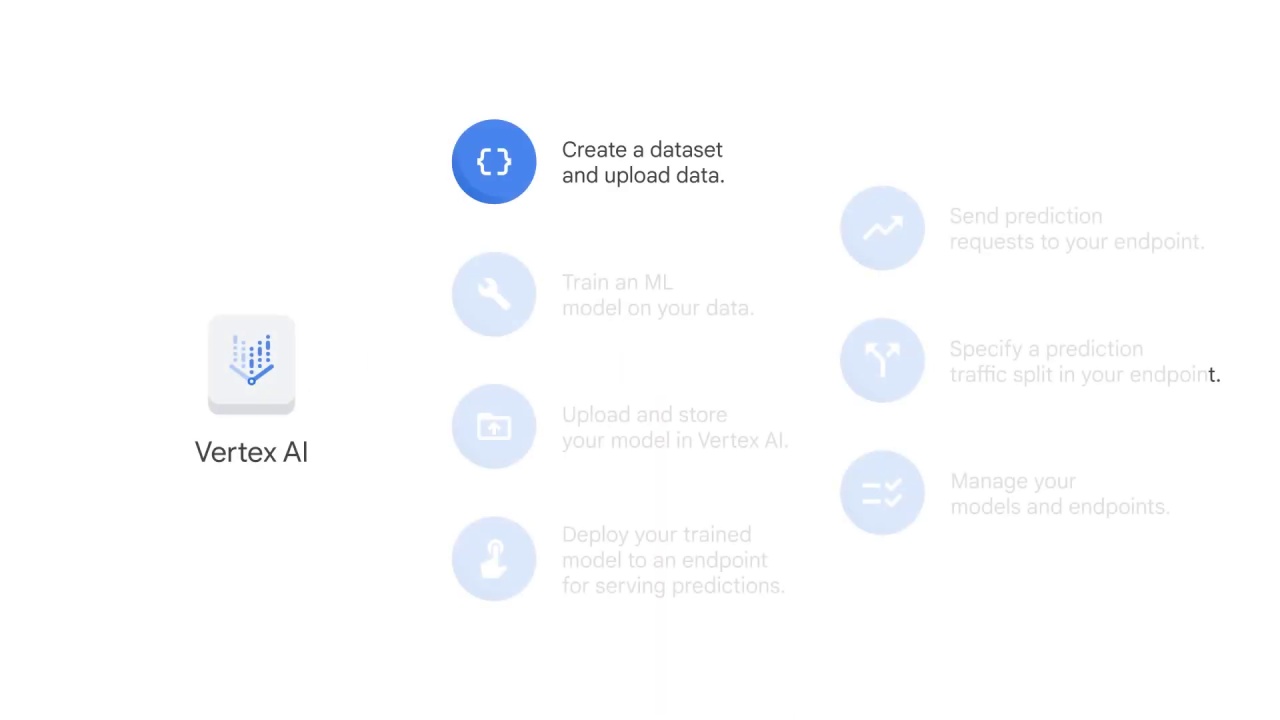 Vertex AI
Create a dataset
and upload data.
Train an ML
model on your data.
Upload and store
your model in Vertex AI.
Deploy your trained
model to an endpoint
for serving predictions.
Send prediction
requests to your endpoint.
Specify a prediction
traffic split in your endpoint.
Manage your
models and endpoints.